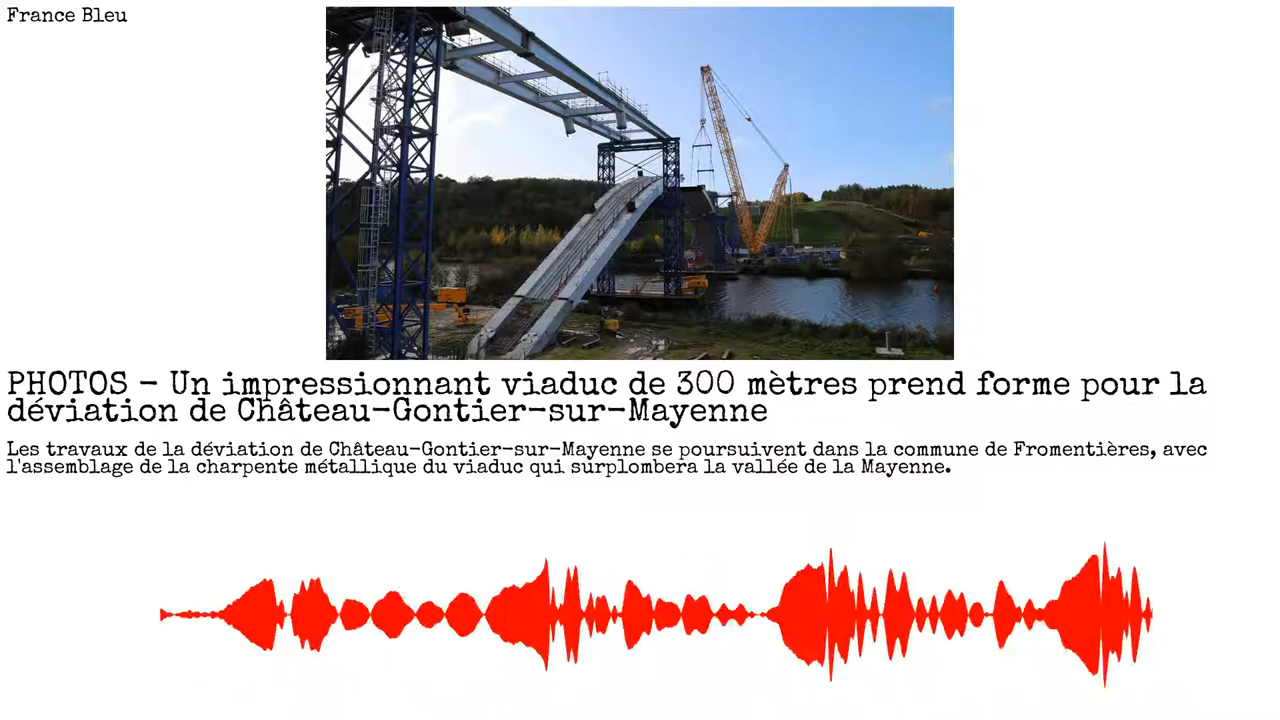 France Bleu
PHOTOS - Un impressionnant viaduc de 300 mètres prend forme pour la
déviation de Château-Gontier-sur-Mayenne
Les travaux de la déviation de Château-Gontier-sur-Mayenne se poursuivent dans la commune de Fromentières, avec
l'assemblage de la charpente métallique du viaduc qui surplombera la vallée de la Mayenne.